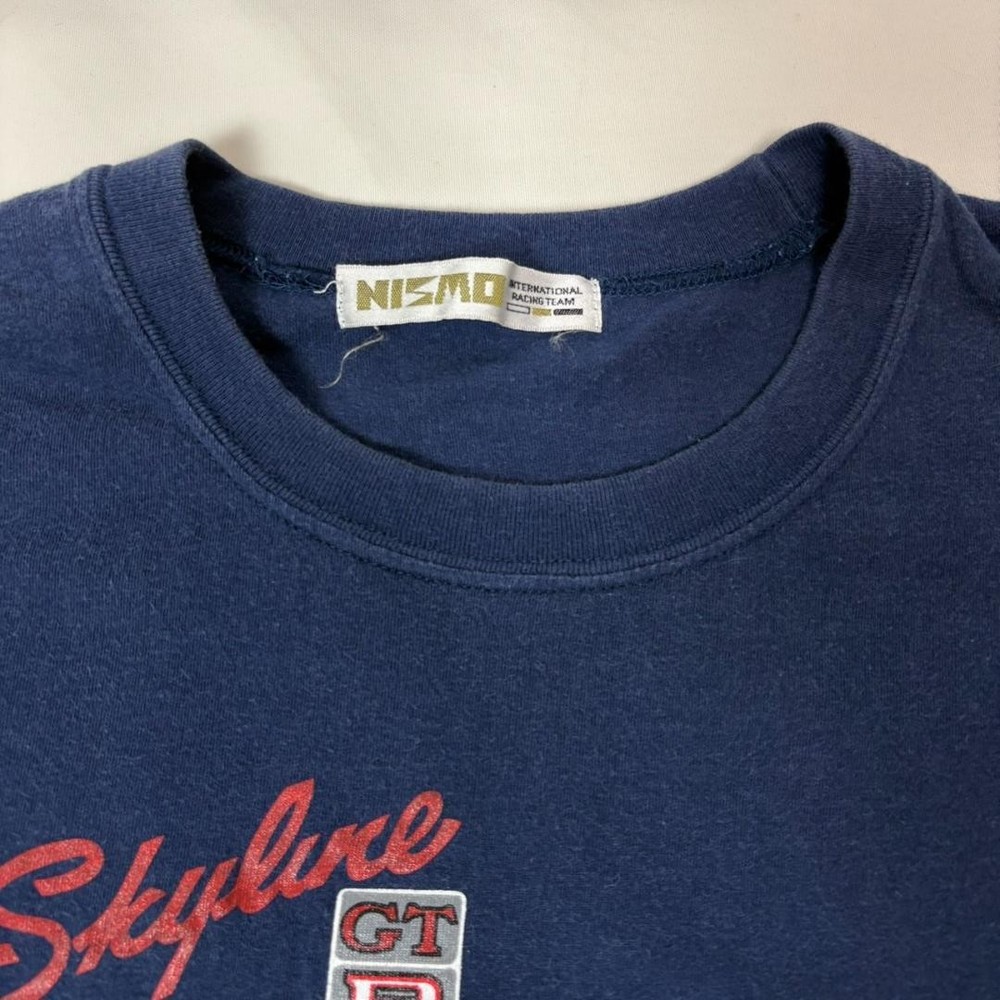 NISMO
INTERNATIONAL
RACING TEAM
Skyline
GT
R